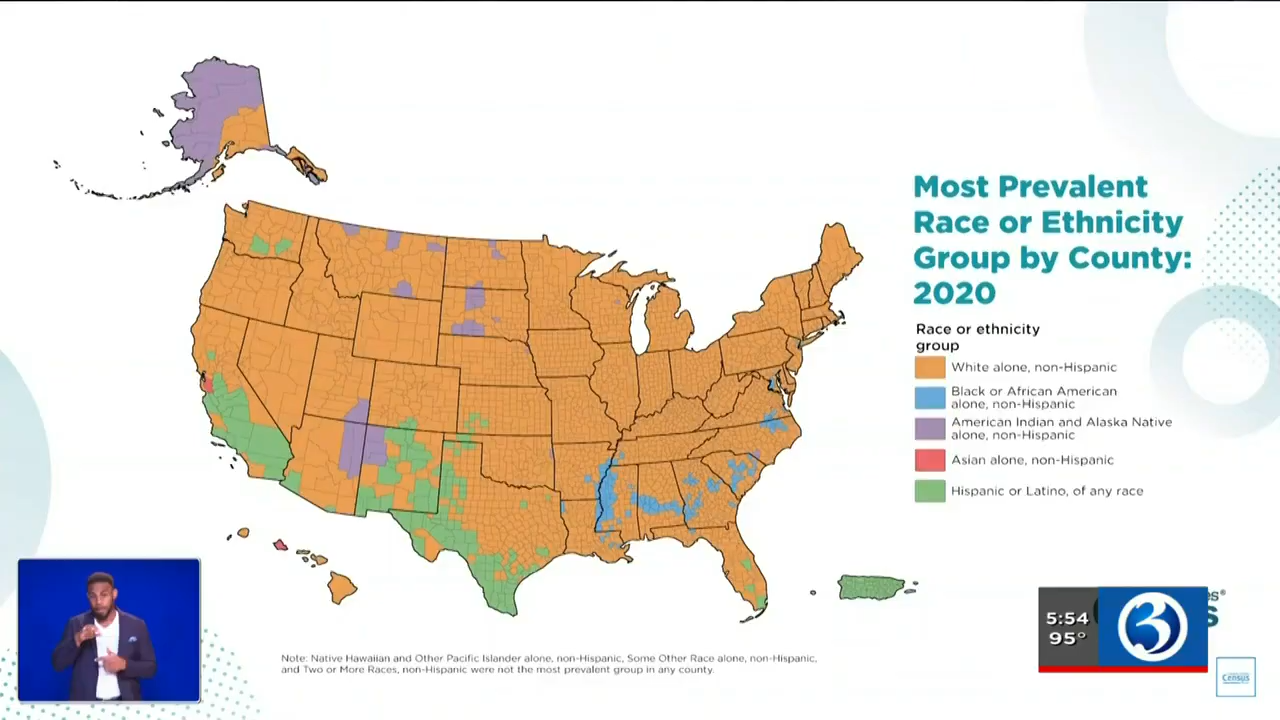 Most Prevalent
Race or Ethnicity
Group by County:
2020
Race or ethnicity
group
White alone, non-Hispanic
Black or African American
alone, non-Hispanic
American Indian and Alaska Native
alone, non-Hispanic
Asian alone, non-Hispanic
Hispanic or Latino, of any race
5:54
95°
3
Note: Native Hawaiian and Other Pacific Islander alone, non-Hispanic, Some Other Race alone, non-Hispanic,
and Two or More Races, non-Hispanic were not the most prevalent group in any county.
Census